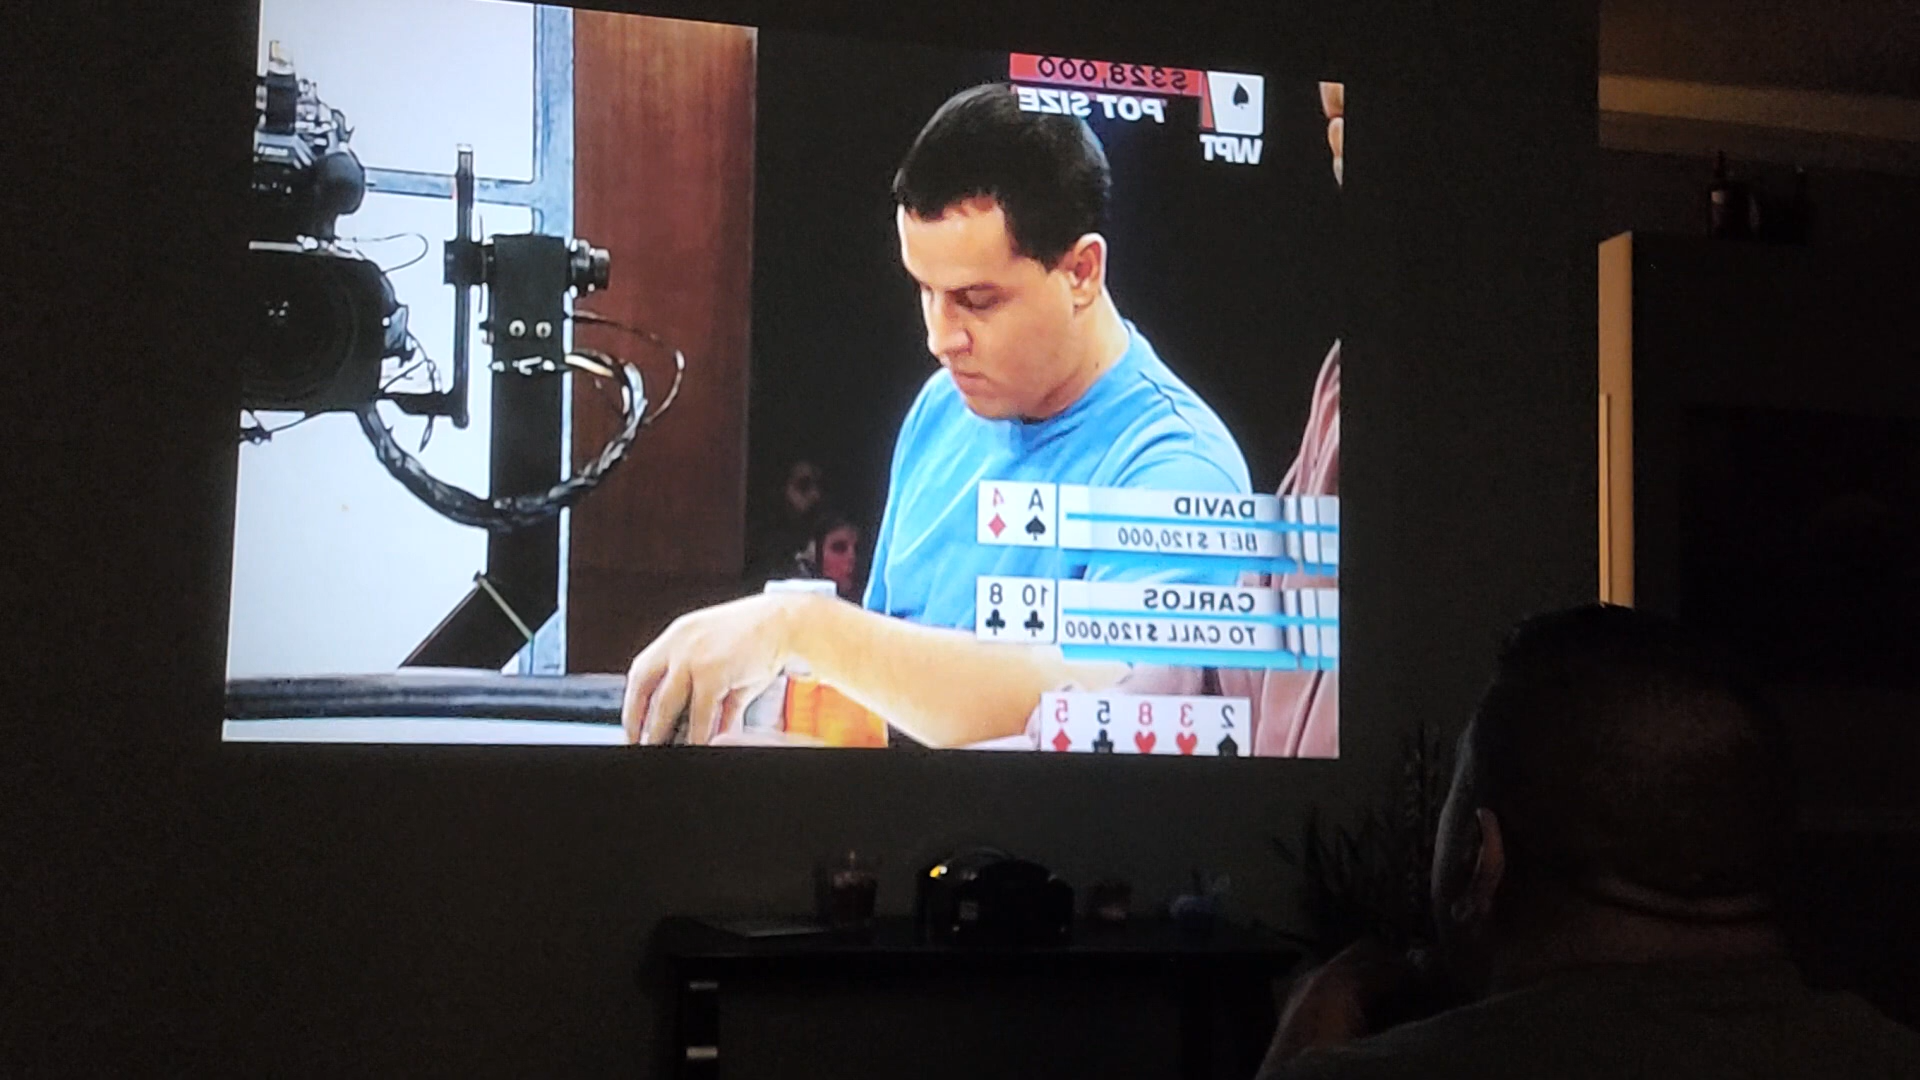 $328,000
POT SIZE
WPT
DAVID
A 4
BET $120,000
CARLOS
10 8
TO CALL $120,000
2 3 8 5 5